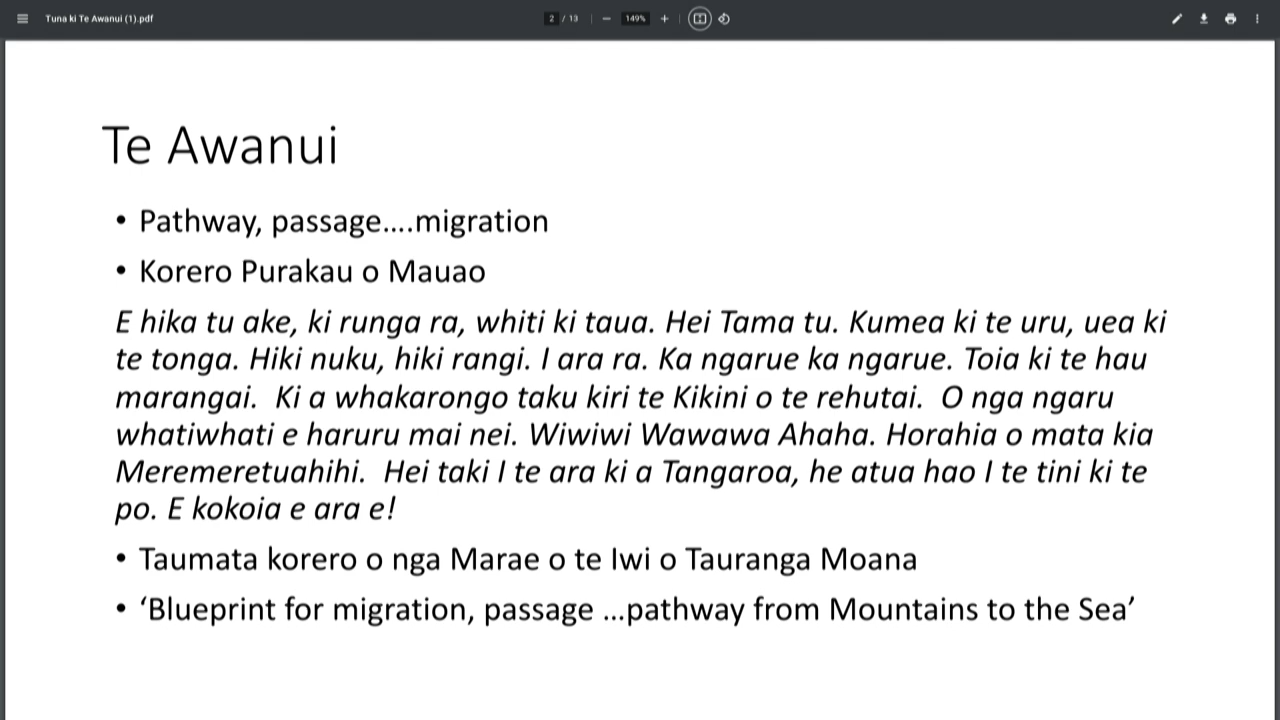 Tuna ki Te Awanui (1).pdf
2 / 13
149%
Te Awanui
• Pathway, passage....migration
• Korero Purakau o Mauao
E hika tu ake, ki runga ra, whiti ki taua. Hei Tama tu. Kumea ki te uru, uea ki
te tonga. Hiki nuku, hiki rangi. I ara ra. Ka ngarue ka ngarue. Toia ki te hau
marangai.  Ki a whakarongo taku kiri te Kikini o te rehutai.  O nga ngaru
whatiwhati e haruru mai nei. Wiwiwi Wawawa Ahaha. Horahia o mata kia
Meremeretuahihi.  Hei taki I te ara ki a Tangaroa, he atua hao I te tini ki te
po. E kokoia e ara e!
• Taumata korero o nga Marae o te Iwi o Tauranga Moana
• ‘Blueprint for migration, passage ...pathway from Mountains to the Sea’